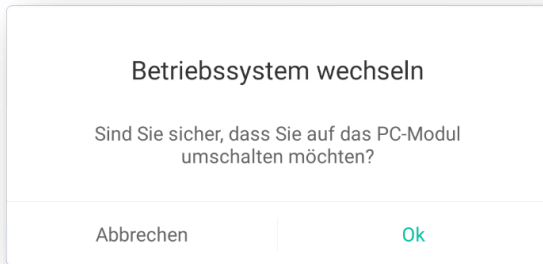 Betriebssystem wechseln
Sind Sie sicher, dass Sie auf das PC-Modul
umschalten möchten?
Abbrechen
Ok